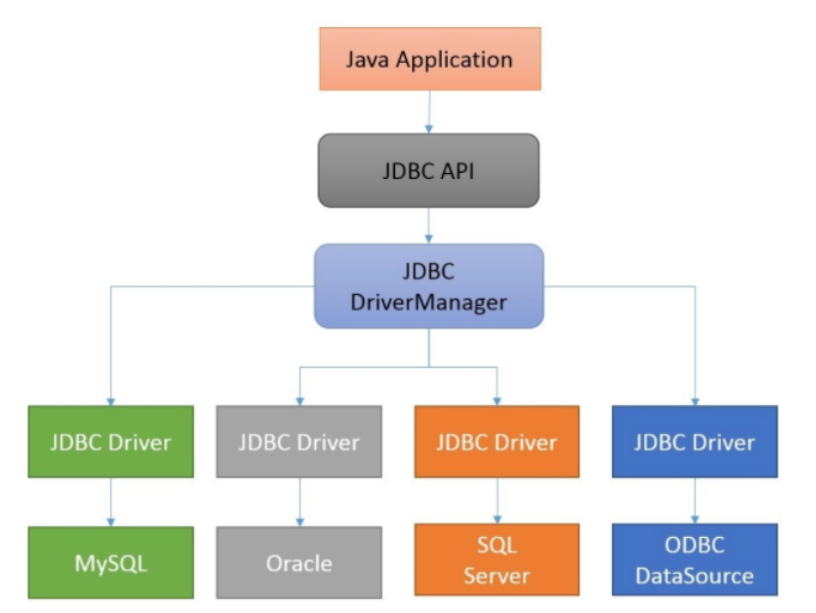 Java Application
JDBC API
JDBC
DriverManager
JDBC Driver
JDBC Driver
JDBC Driver
JDBC Driver
MySQL
Oracle
SQL
Server
ODBC
DataSource